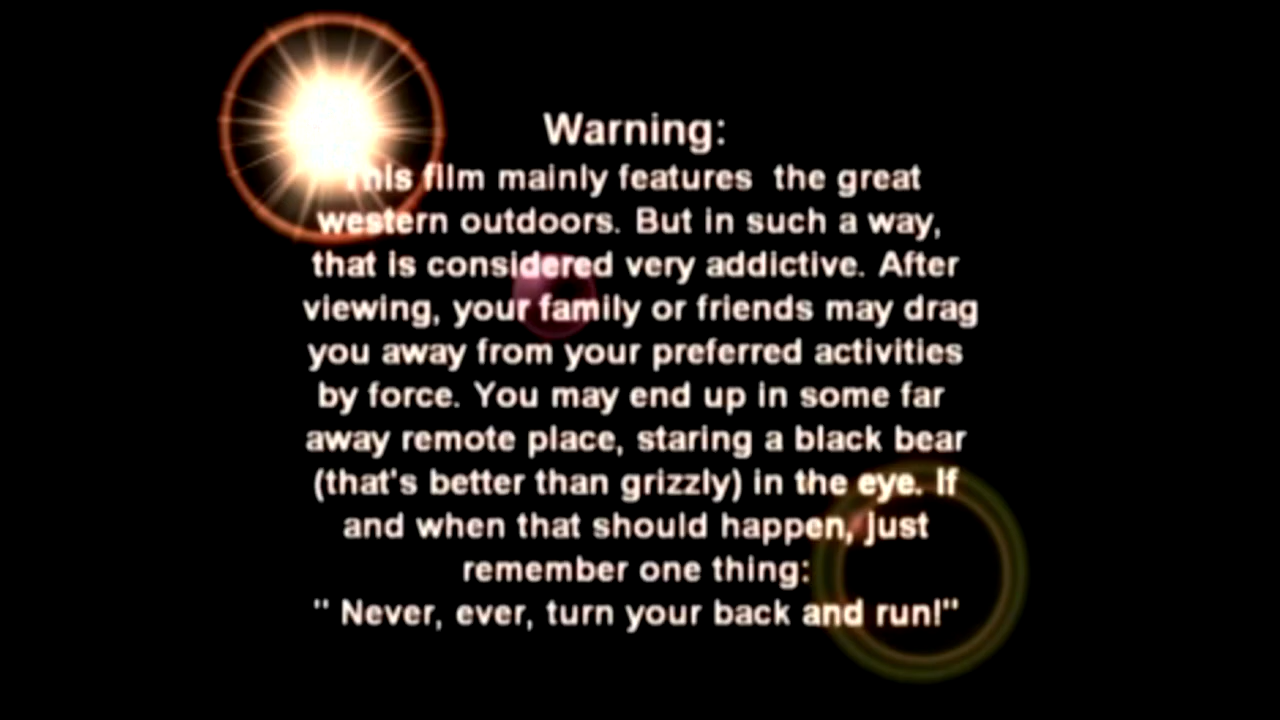 Warning:
This film mainly features  the great
western outdoors. But in such a way,
that is considered very addictive. After
viewing, your family or friends may drag
you away from your preferred activities
by force. You may end up in some far
away remote place, staring a black bear
(that's better than grizzly) in the eye. If
and when that should happen, just
remember one thing:
" Never, ever, turn your back and run!"